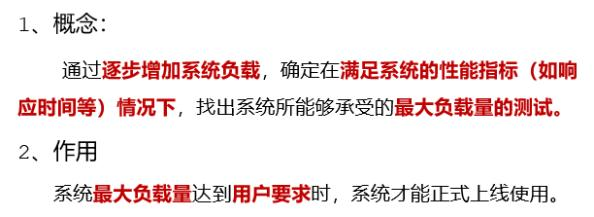 1、概念：
通过逐步增加系统负载，确定在满足系统的性能指标（如响
应时间等）情况下，找出系统所能够承受的最大负载量的测试。
2、作用
系统最大负载量达到用户要求时，系统才能正式上线使用。